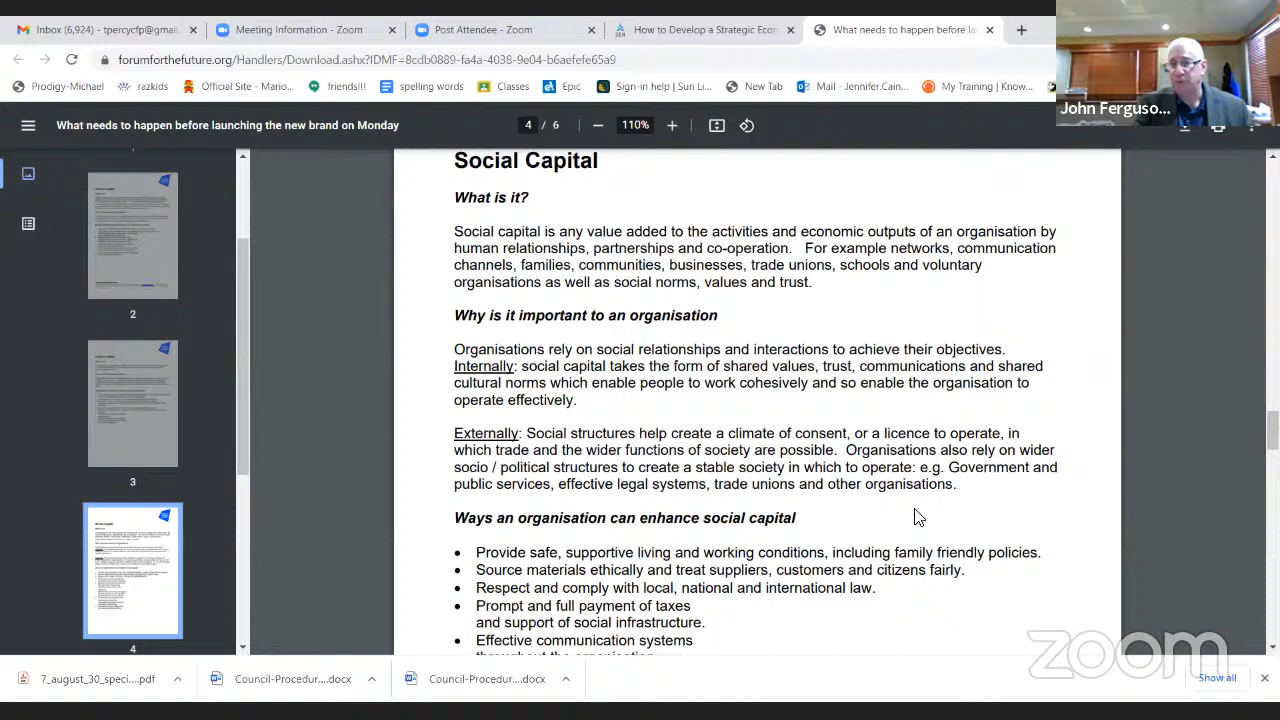 Inbox (6,924) - tpercycfp@gmail.
Meeting Information - Zoom
Post Attendee - Zoom
How to Develop a Strategic Econ
What needs to happen before la
forumforthefuture.org/Handlers/Download.ashx?IDMF=8cdb0889-fa4a-4038-9e04-b6aefefe65a9
Prodigy-Michael
razkids
Official Site - Mario...
friends!!!
spelling words
Classes
Epic
Sign-in help | Sun Li...
New Tab
Mail - Jennifer.Cain...
My Training | Know...
John Ferguso...
What needs to happen before launching the new brand on Monday
4 / 6
110%
2
3
4
Social Capital
What is it?
Social capital is any value added to the activities and economic outputs of an organisation by
human relationships, partnerships and co-operation. For example networks, communication
channels, families, communities, businesses, trade unions, schools and voluntary
organisations as well as social norms, values and trust.
Why is it important to an organisation
Organisations rely on social relationships and interactions to achieve their objectives.
Internally: social capital takes the form of shared values, trust, communications and shared
cultural norms which enable people to work cohesively and so enable the organisation to
operate effectively.
Externally: Social structures help create a climate of consent, or a licence to operate, in
which trade and the wider functions of society are possible. Organisations also rely on wider
socio / political structures to create a stable society in which to operate: e.g. Government and
public services, effective legal systems, trade unions and other organisations.
Ways an organisation can enhance social capital
• Provide safe, supportive living and working conditions, including family friendly policies.
• Source materials ethically and treat suppliers, customers and citizens fairly.
• Respect and comply with local, national and international law.
• Prompt and full payment of taxes
and support of social infrastructure.
• Effective communication systems
throughout the organisation
zoom
7_august_30_speci....pdf
Council-Procedur....docx
Council-Procedur....docx
Show all